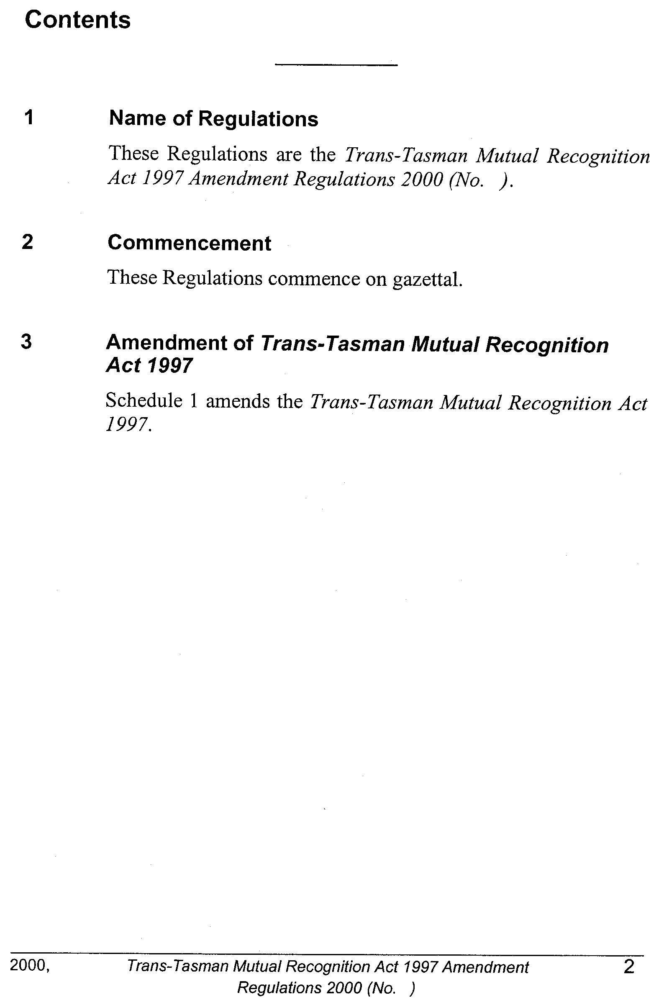 Contents
1 Name of Regulations
These Regulations are the Trans-Tasman Mutual Recognition
Act 1997 Amendment Regulations 2000 (No. ).
2 Commencement
These Regulations commence on gazettal.
3 Amendment of Trans-Tasman Mutual Recognition
Act 1997
Schedule 1 amends the Trans-Tasman Mutual Recognition Act
1997.
2000, Trans-Tasman Mutual Recognition Act 1997 Amendment 2
Regulations 2000 (No. )